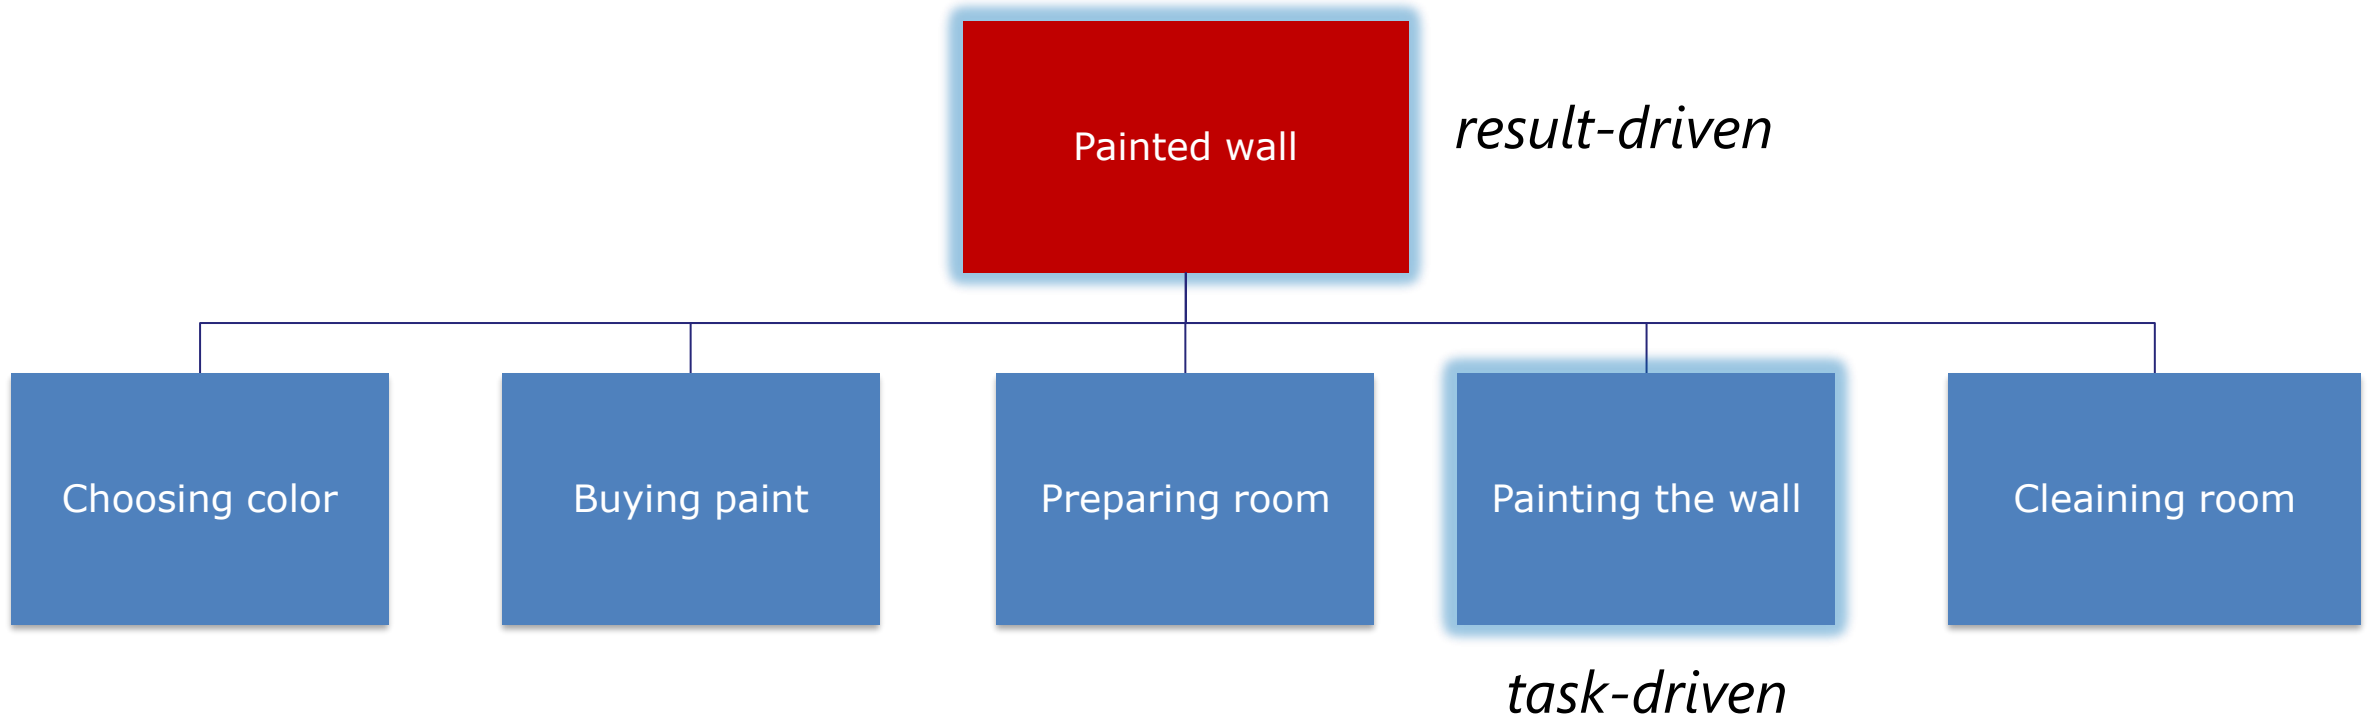 Painted wall
result-driven
Choosing color
Buying paint
Preparing room
Painting the wall
Cleaining room
task-driven